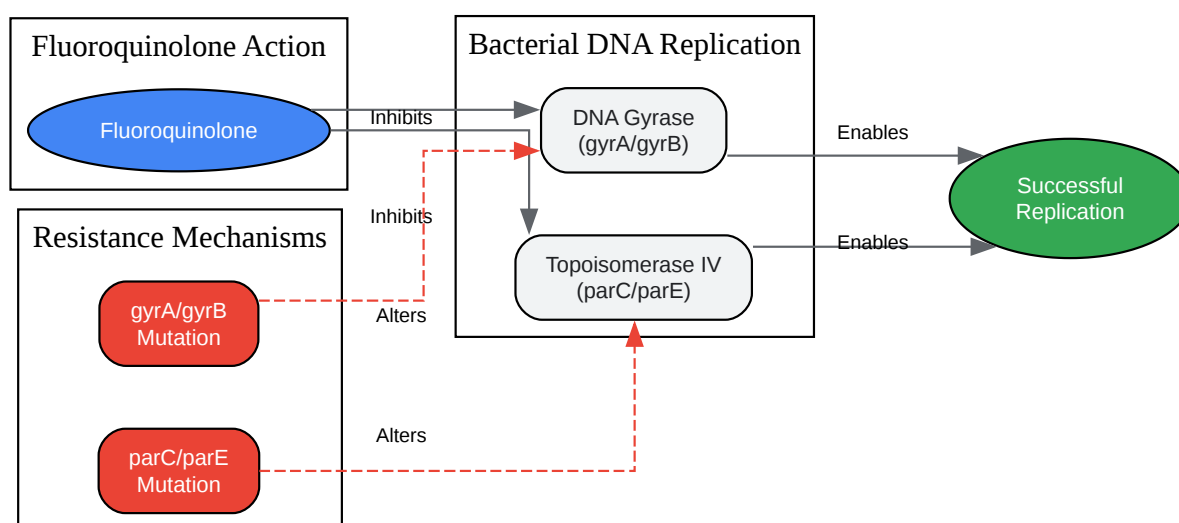 Fluoroquinolone Action
Fluoroquinolone
Inhibits
Inhibits
Bacterial DNA Replication
DNA Gyrase
(gyrA/gyrB)
Topoisomerase IV
(parC/parE)
Enables
Enables
Successful
Replication
Resistance Mechanisms
gyrA/gyrB
Mutation
Alters
parC/parE
Mutation
Alters